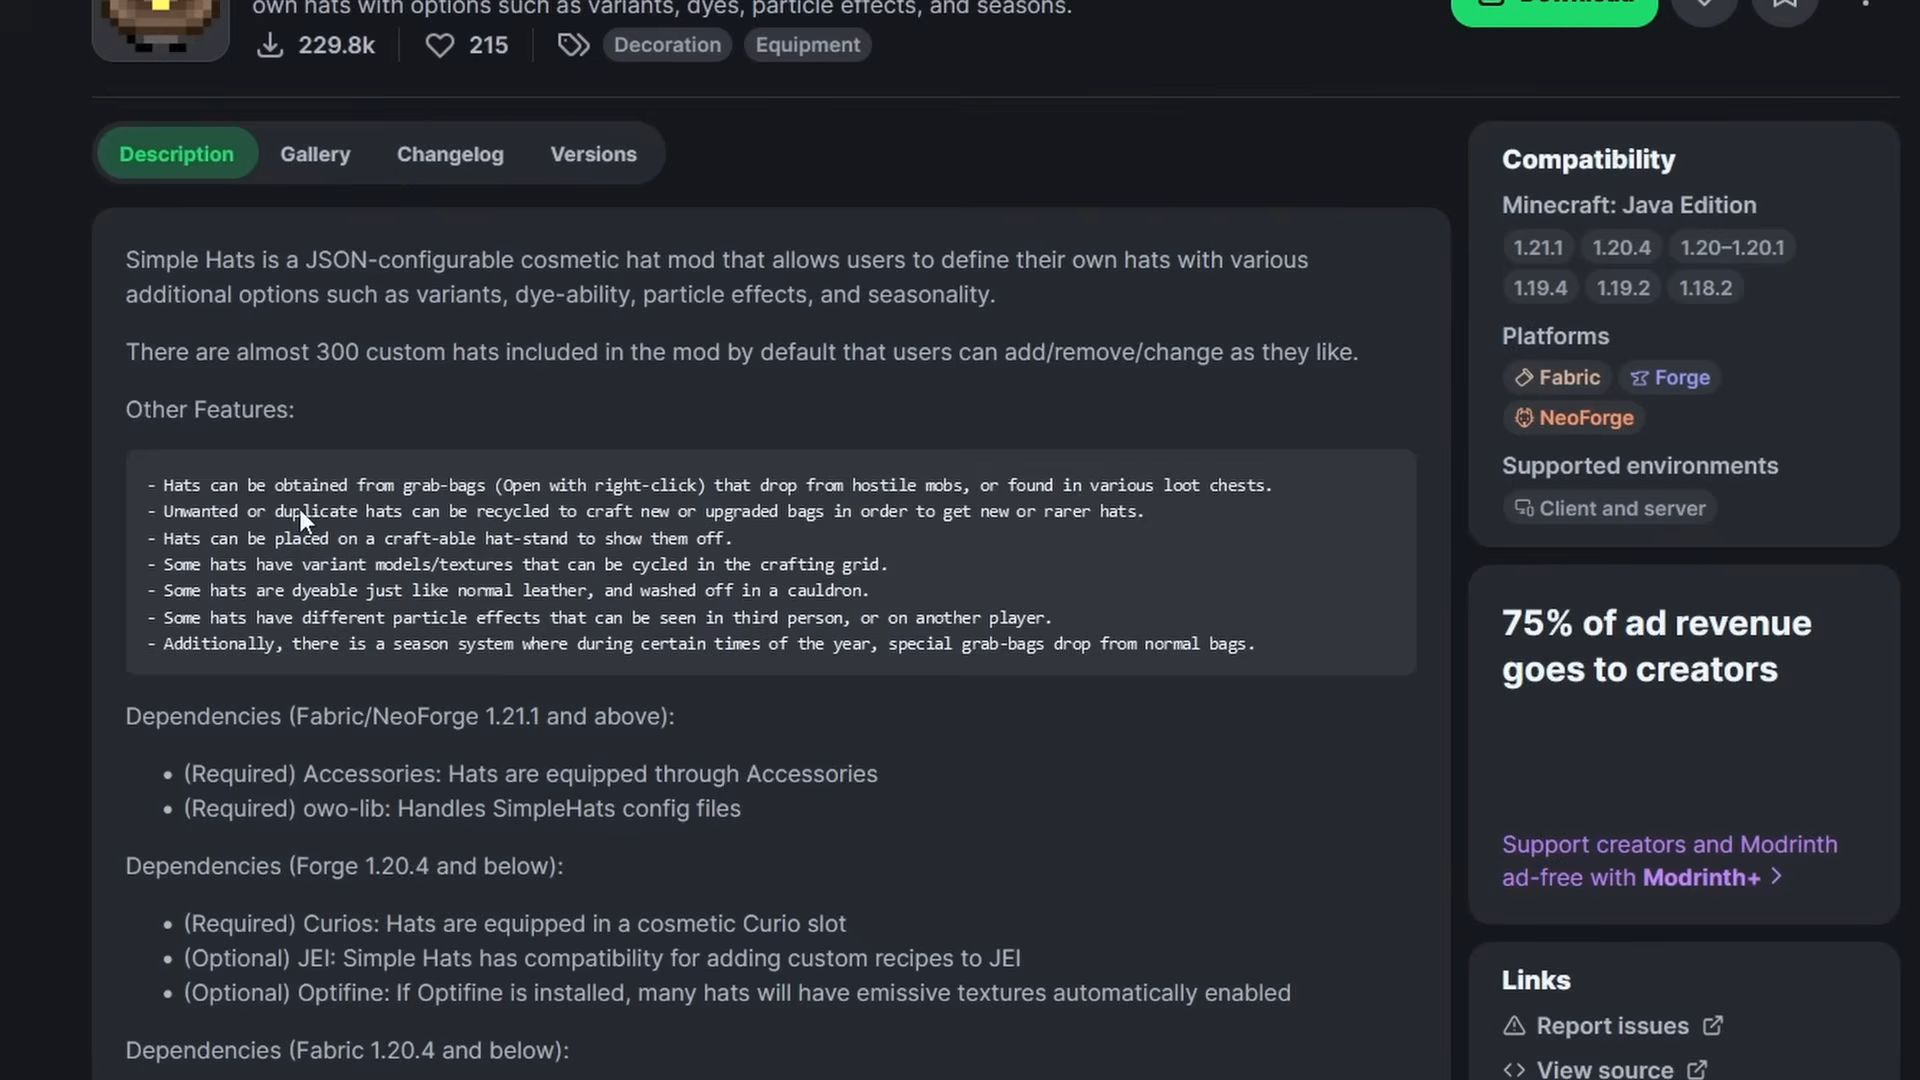 own hats with options such as variants, dyes, particle effects, and seasons.
Download
229.8k
215
Decoration
Equipment
Description
Gallery
Changelog
Versions
Simple Hats is a JSON-configurable cosmetic hat mod that allows users to define their own hats with various
additional options such as variants, dye-ability, particle effects, and seasonality.
There are almost 300 custom hats included in the mod by default that users can add/remove/change as they like.
Other Features:
- Hats can be obtained from grab-bags (Open with right-click) that drop from hostile mobs, or found in various loot chests.
- Unwanted or duplicate hats can be recycled to craft new or upgraded bags in order to get new or rarer hats.
- Hats can be placed on a craft-able hat-stand to show them off.
- Some hats have variant models/textures that can be cycled in the crafting grid.
- Some hats are dyeable just like normal leather, and washed off in a cauldron.
- Some hats have different particle effects that can be seen in third person, or on another player.
- Additionally, there is a season system where during certain times of the year, special grab-bags drop from normal bags.
Dependencies (Fabric/NeoForge 1.21.1 and above):
• (Required) Accessories: Hats are equipped through Accessories
• (Required) owo-lib: Handles SimpleHats config files
Dependencies (Forge 1.20.4 and below):
• (Required) Curios: Hats are equipped in a cosmetic Curio slot
• (Optional) JEI: Simple Hats has compatibility for adding custom recipes to JEI
• (Optional) Optifine: If Optifine is installed, many hats will have emissive textures automatically enabled
Dependencies (Fabric 1.20.4 and below):
Compatibility
Minecraft: Java Edition
1.21.1
1.20.4
1.20–1.20.1
1.19.4
1.19.2
1.18.2
Platforms
Fabric
Forge
NeoForge
Supported environments
Client and server
75% of ad revenue
goes to creators
Support creators and Modrinth
ad-free with Modrinth+
Links
Report issues
View source